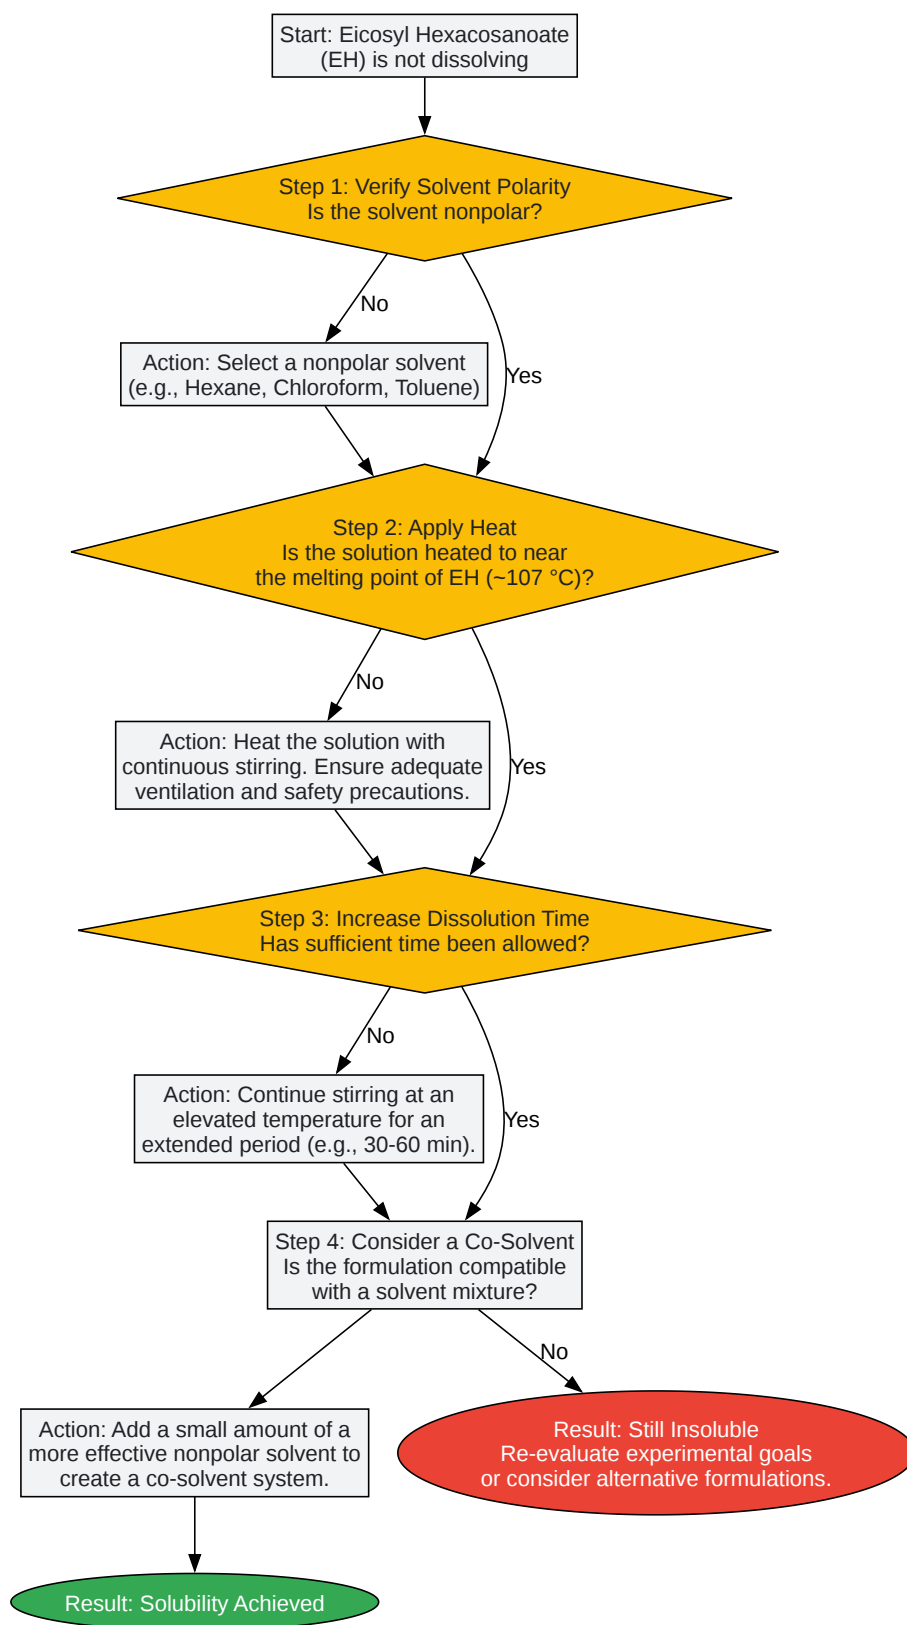 Start: Eicosyl Hexacosanoate
(EH) is not dissolving
Step 1: Verify Solvent Polarity
Is the solvent nonpolar?
No
Action: Select a nonpolar solvent
(e.g., Hexane, Chloroform, Toluene)
Yes
Step 2: Apply Heat
Is the solution heated to near
the melting point of EH (~107 °C)?
No
Action: Heat the solution with
continuous stirring. Ensure adequate
ventilation and safety precautions.
Yes
Step 3: Increase Dissolution Time
Has sufficient time been allowed?
No
Action: Continue stirring at an
elevated temperature for an
extended period (e.g., 30-60 min).
Yes
Step 4: Consider a Co-Solvent
Is the formulation compatible
with a solvent mixture?
No
Action: Add a small amount of a
more effective nonpolar solvent to
create a co-solvent system.
Result: Still Insoluble
Re-evaluate experimental goals
or consider alternative formulations.
Result: Solubility Achieved